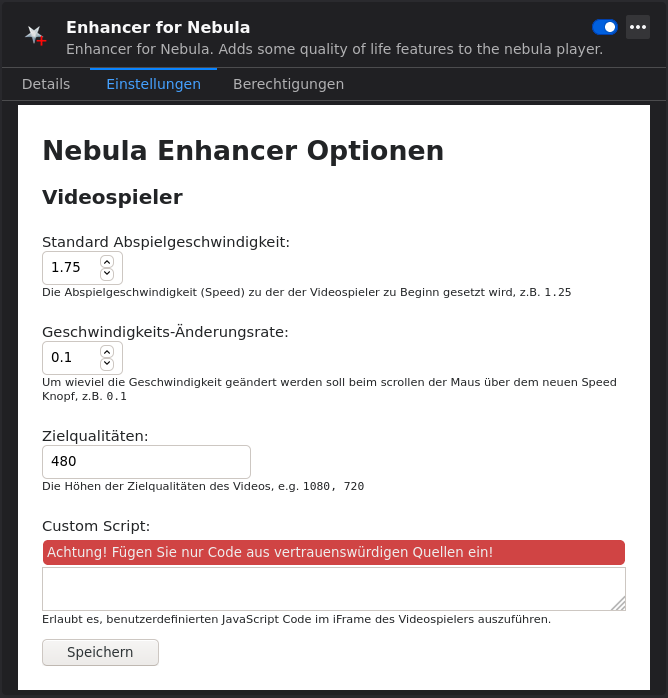 Enhancer for Nebula
Enhancer for Nebula. Adds some quality of life features to the nebula player.
Details Einstellungen Berechtigungen
Nebula Enhancer Optionen
Videospieler
Standard Abspielgeschwindigkeit:
1.75
Die Abspielgeschwindigkeit (Speed) zu der der Videospieler zu Beginn gesetzt wird, z.B. 1.25
Geschwindigkeits-Änderungsrate:
0.1
Um wieviel die Geschwindigkeit geändert werden soll beim scrollen der Maus über dem neuen Speed
Knopf, z.B. 0.1
Zielqualitäten:
480
Die Höhen der Zielqualitäten des Videos, e.g. 1080, 720
Custom Script:
Achtung! Fügen Sie nur Code aus vertrauenswürdigen Quellen ein!
Erlaubt es, benutzerdefinierten JavaScript Code im iFrame des Videospielers auszuführen.
Speichern